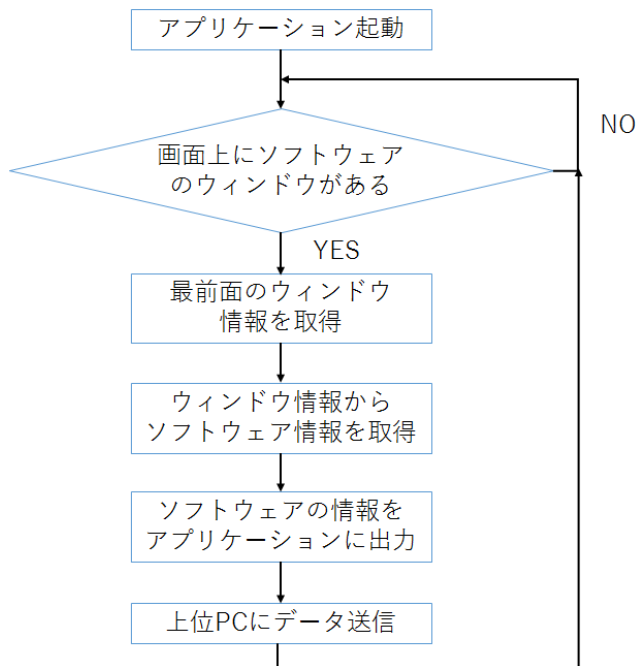 アプリケーション起動
画面上にソフトウェア
のウィンドウがある
NO
YES
最前面のウィンドウ
情報を取得
ウィンドウ情報から
ソフトウェア情報を取得
ソフトウェアの情報を
アプリケーションに出力
上位PCにデータ送信